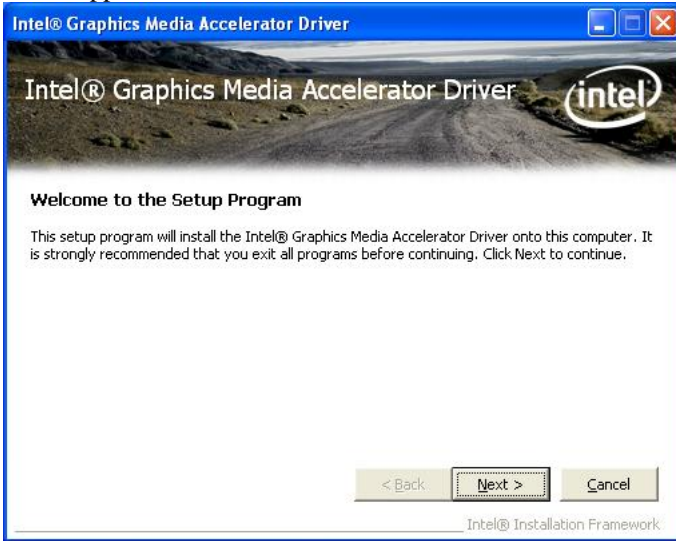 Intel® Graphics Media Accelerator Driver
Intel® Graphics Media Accelerator Driver
intel
Welcome to the Setup Program
This setup program will install the Intel® Graphics Media Accelerator Driver onto this computer. It
is strongly recommended that you exit all programs before continuing. Click Next to continue.
< Back Next > Cancel
Intel® Installation Framework